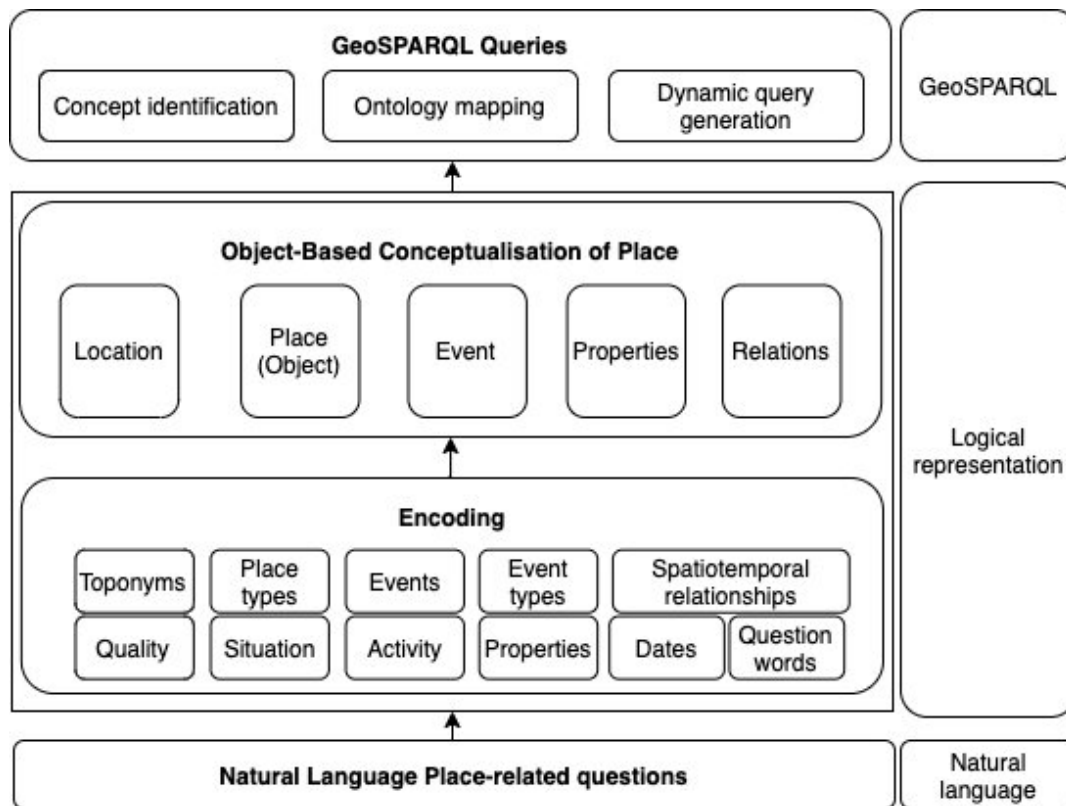 GeoSPARQL Queries
Concept identification
Ontology mapping
Dynamic query
generation
GeoSPARQL
Object-Based Conceptualisation of Place
Location
Place
(Object)
Event
Properties
Relations
Logical
representation
Encoding
Toponyms
Place
types
Events
Event
types
Spatiotemporal
relationships
Quality
Situation
Activity
Properties
Dates
Question
words
Natural Language Place-related questions
Natural
language